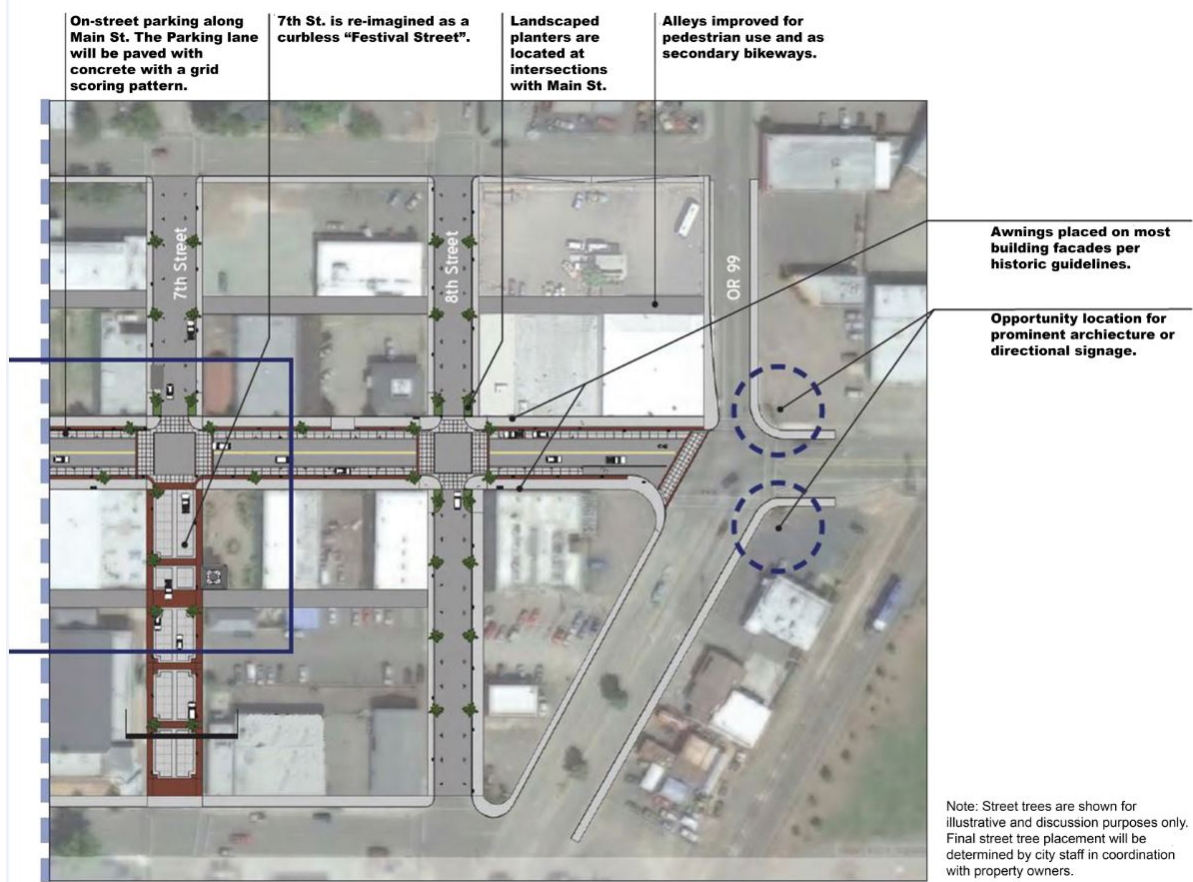 On-street parking along
Main St. The Parking lane
will be paved with
concrete with a grid
scoring pattern.
7th St. is re-imagined as a
curbless “Festival Street”.
Landscaped
planters are
located at
intersections
with Main St.
Alleys improved for
pedestrian use and as
secondary bikeways.
7th Street
8th Street
OR 99
Awnings placed on most
building facades per
historic guidelines.
Opportunity location for
prominent archiecture or
directional signage.
Note: Street trees are shown for
illustrative and discussion purposes only.
Final street tree placement will be
determined by city staff in coordination
with property owners.